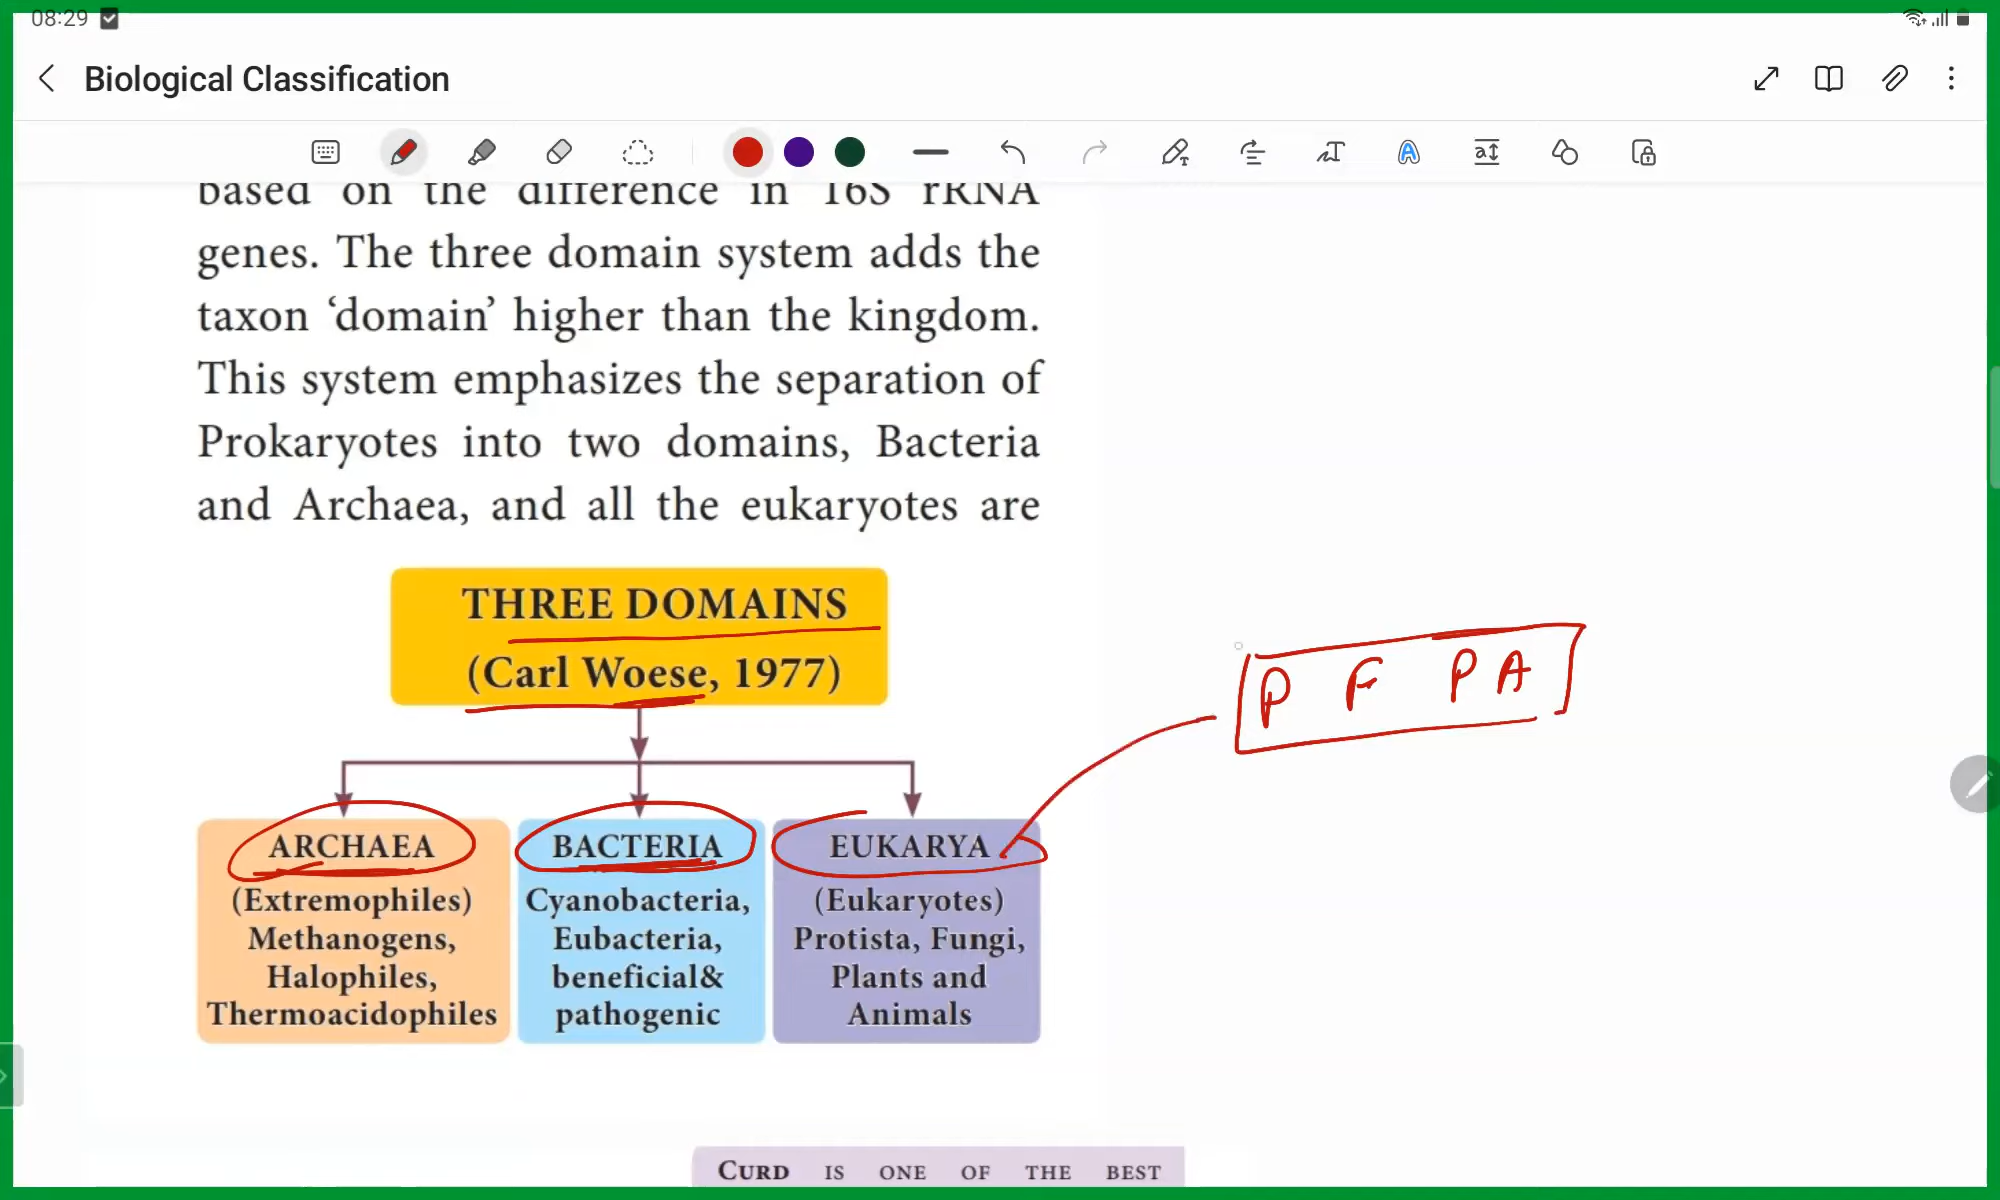 08:29
Biological Classification
based on the difference in 16S rRNA
genes. The three domain system adds the
taxon ‘domain’ higher than the kingdom.
This system emphasizes the separation of
Prokaryotes into two domains, Bacteria
and Archaea, and all the eukaryotes are
THREE DOMAINS
(Carl Woese, 1977)
P F P A
ARCHAEA
(Extremophiles)
Methanogens,
Halophiles,
Thermoacidophiles
BACTERIA
Cyanobacteria,
Eubacteria,
beneficial&
pathogenic
EUKARYA
(Eukaryotes)
Protista, Fungi,
Plants and
Animals
CURD IS ONE OF THE BEST